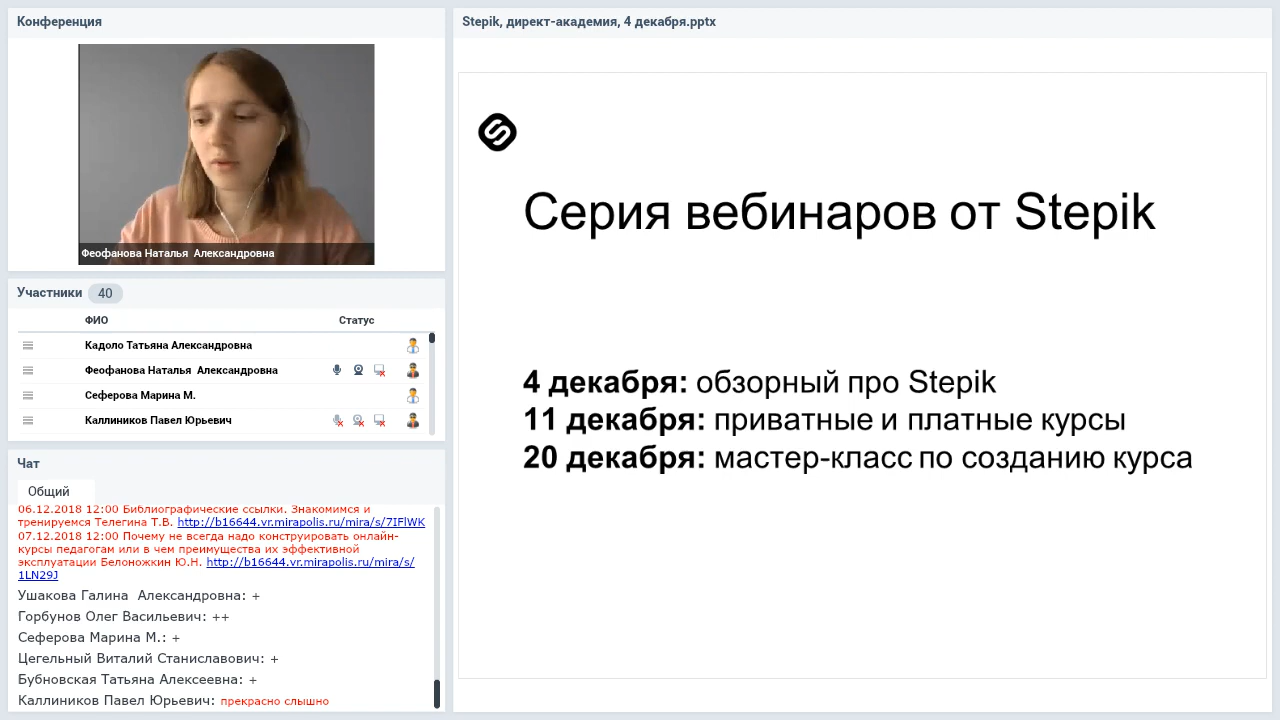 Конференция
Феофанова Наталья  Александровна
Участники 40
ФИО Статус
Кадоло Татьяна Александровна
Феофанова Наталья  Александровна
Сеферова Марина М.
Каллиников Павел Юрьевич
Чат
Общий
06.12.2018 12:00 Библиографические ссылки. Знакомимся и
тренируемся Телегина Т.В. http://b16644.vr.mirapolis.ru/mira/s/7IFlWK
07.12.2018 12:00 Почему не всегда надо конструировать онлайн-
курсы педагогам или в чем преимущества их эффективной
эксплуатации Белоножкин Ю.Н. http://b16644.vr.mirapolis.ru/mira/s/
1LN29J
Ушакова Галина  Александровна: +
Горбунов Олег Васильевич: ++
Сеферова Марина М.: +
Цегельный Виталий Станиславович: +
Бубновская Татьяна Алексеевна: +
Каллиников Павел Юрьевич: прекрасно слышно
Stepik, директ-академия, 4 декабря.pptx
Серия вебинаров от Stepik
4 декабря: обзорный про Stepik
11 декабря: приватные и платные курсы
20 декабря: мастер-класс по созданию курса